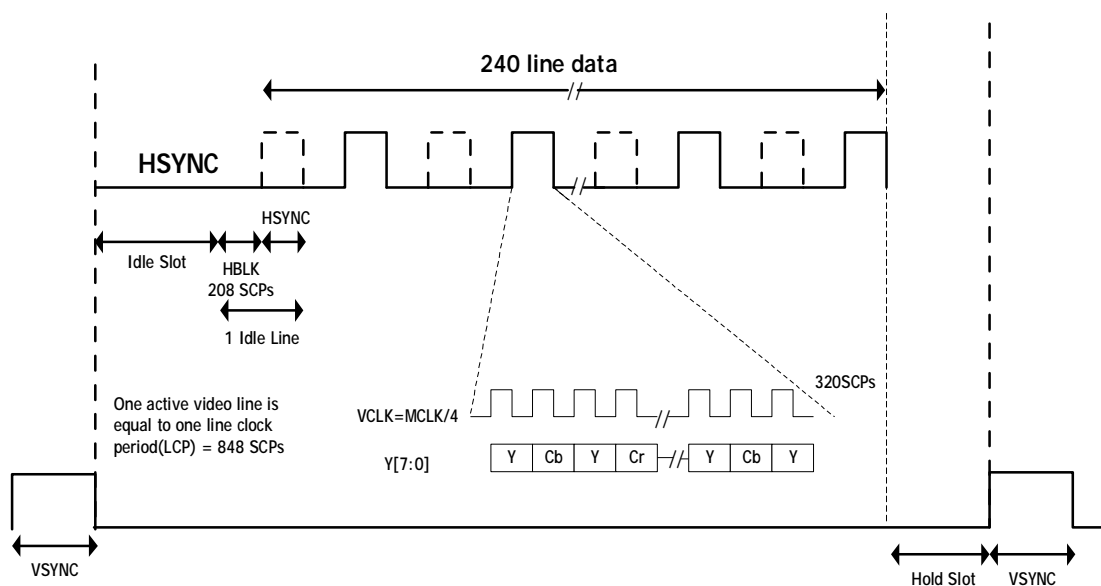 240 line data
HSYNC
HSYNC
Idle Slot
HBLK
208 SCPs
1 Idle Line
320SCPs
One active video line is
equal to one line clock
period(LCP) = 848 SCPs
VCLK=MCLK/4
Y[7:0]
Y Cb Y Cr Y Cb Y
VSYNC
Hold Slot
VSYNC